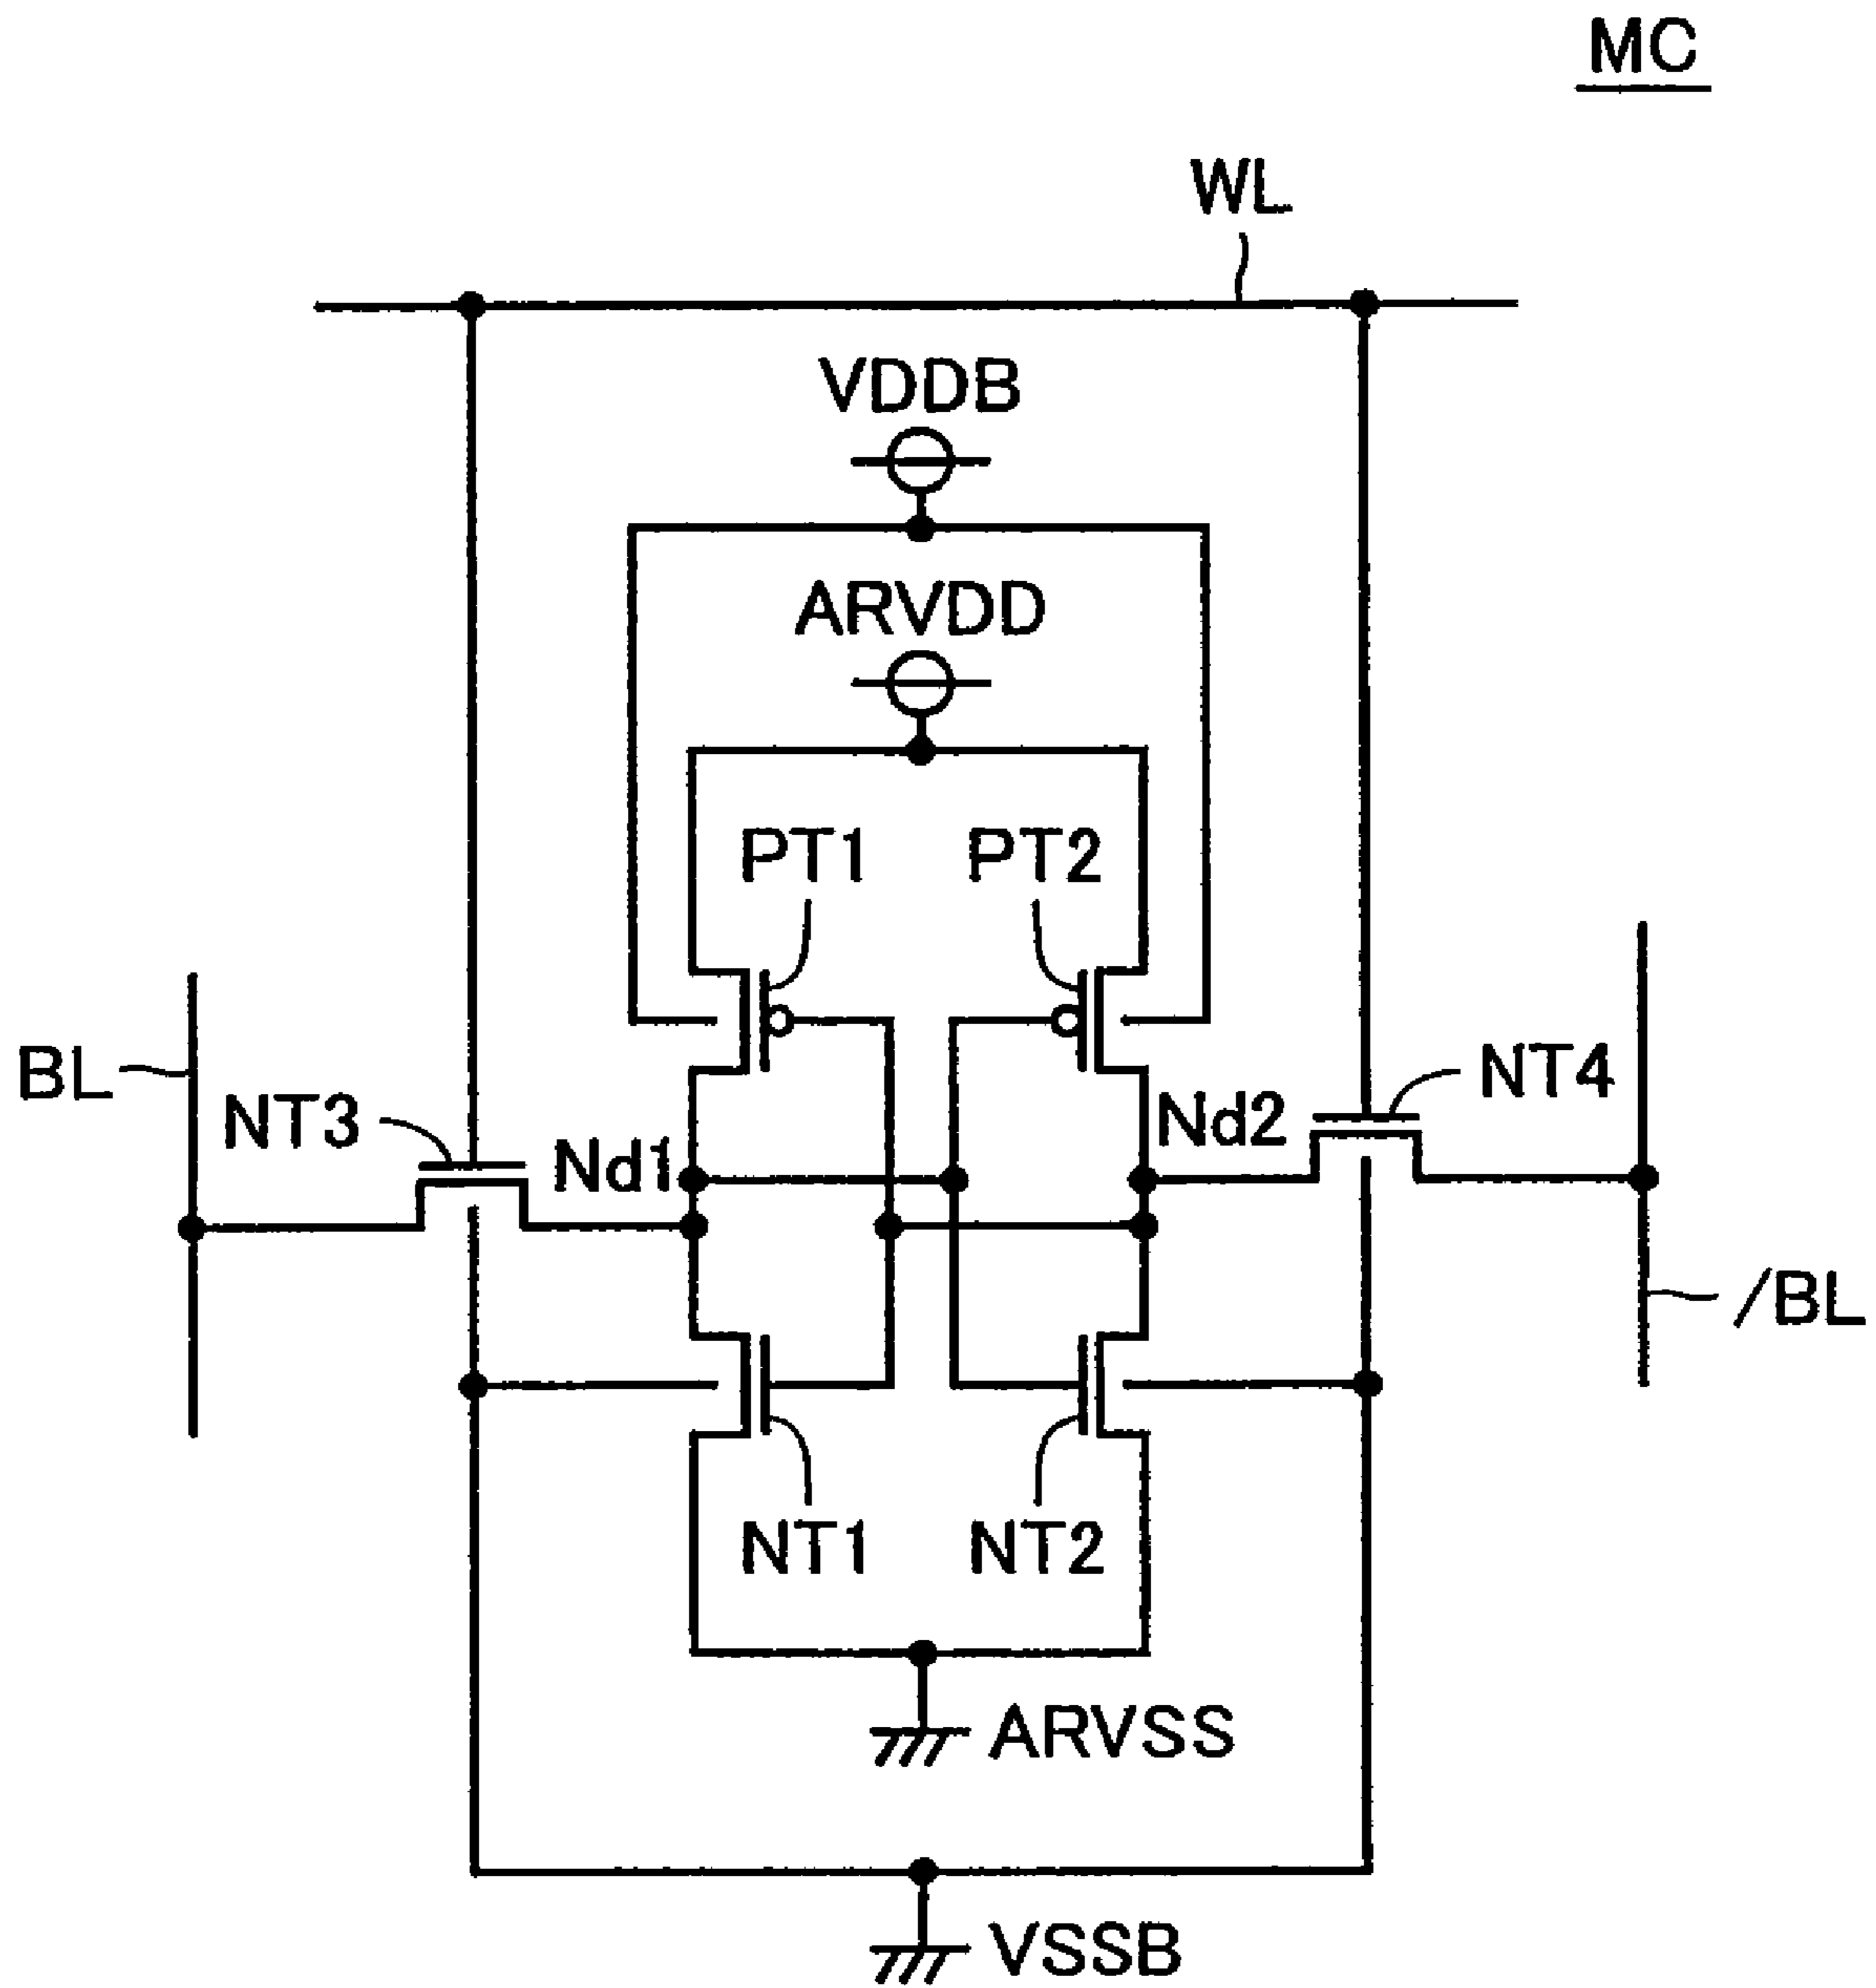 MC
WL
VDDB
ARVDD
PT1 PT2
BL NT3 Nd1 Nd2 NT4
/BL
NT1 NT2
ARVSS
VSSB